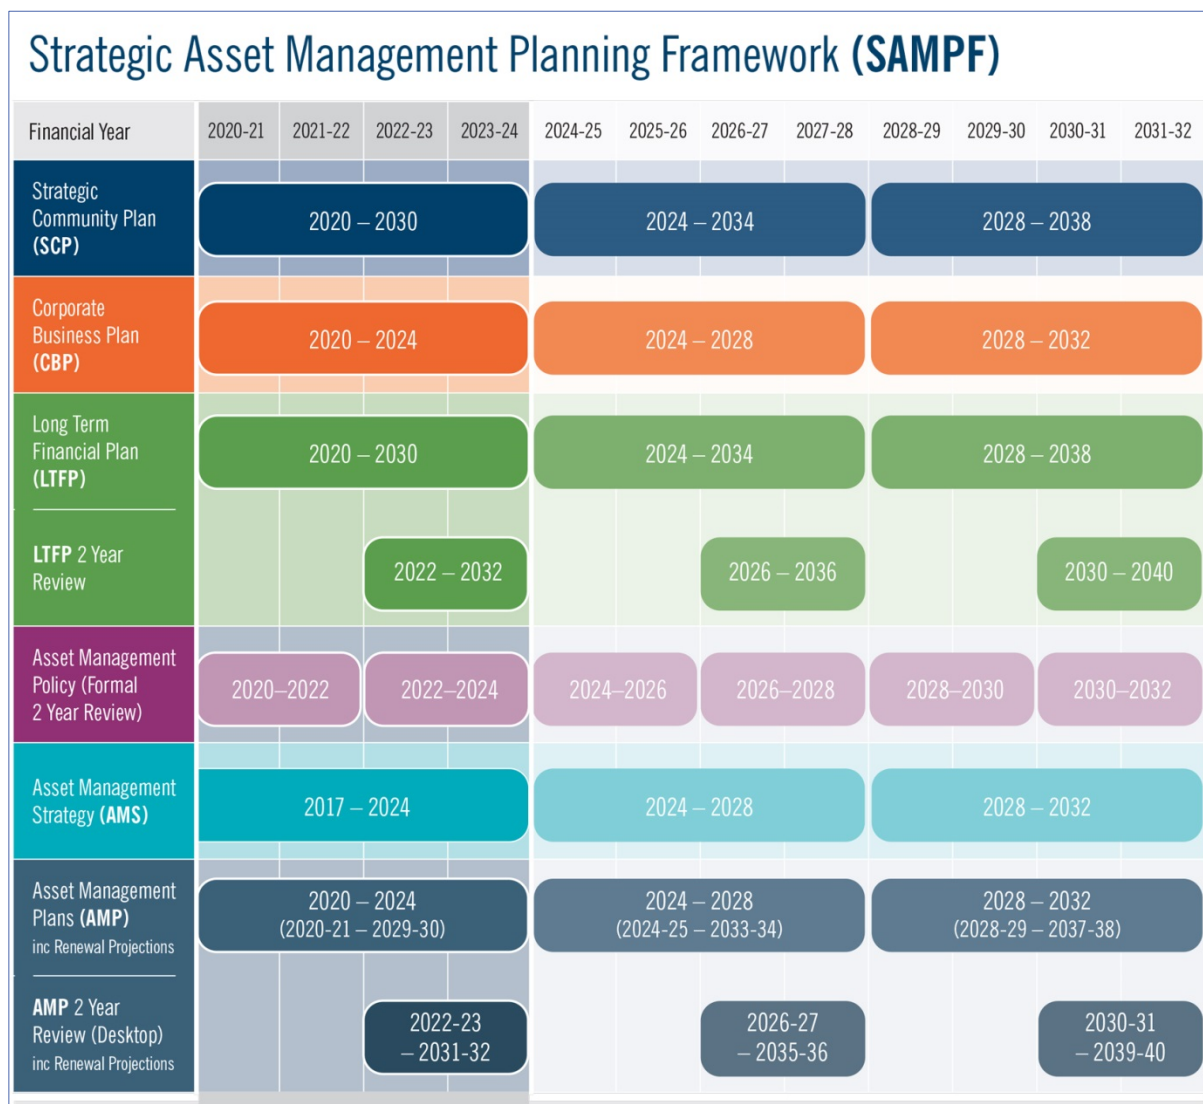 Strategic Asset Management Planning Framework (SAMPF)
Financial Year 2020-21 2021-22 2022-23 2023-24 2024-25 2025-26 2026-27 2027-28 2028-29 2029-30 2030-31 2031-32
Strategic
Community Plan
(SCP)
2020 – 2030 2024 – 2034 2028 – 2038
Corporate
Business Plan
(CBP)
2020 – 2024 2024 – 2028 2028 – 2032
Long Term
Financial Plan
(LTFP)
2020 – 2030 2024 – 2034 2028 – 2038
LTFP 2 Year
Review
2022 – 2032 2026 – 2036 2030 – 2040
Asset Management
Policy (Formal
2 Year Review)
2020–2022 2022–2024 2024–2026 2026–2028 2028–2030 2030–2032
Asset Management
Strategy (AMS)
2017 – 2024 2024 – 2028 2028 – 2032
Asset Management
Plans (AMP)
inc Renewal Projections
2020 – 2024 2024 – 2028 2028 – 2032
(2020-21 – 2029-30) (2024-25 – 2033-34) (2028-29 – 2037-38)
AMP 2 Year
Review (Desktop)
inc Renewal Projections
2022-23 2026-27 2030-31
– 2031-32 – 2035-36 – 2039-40